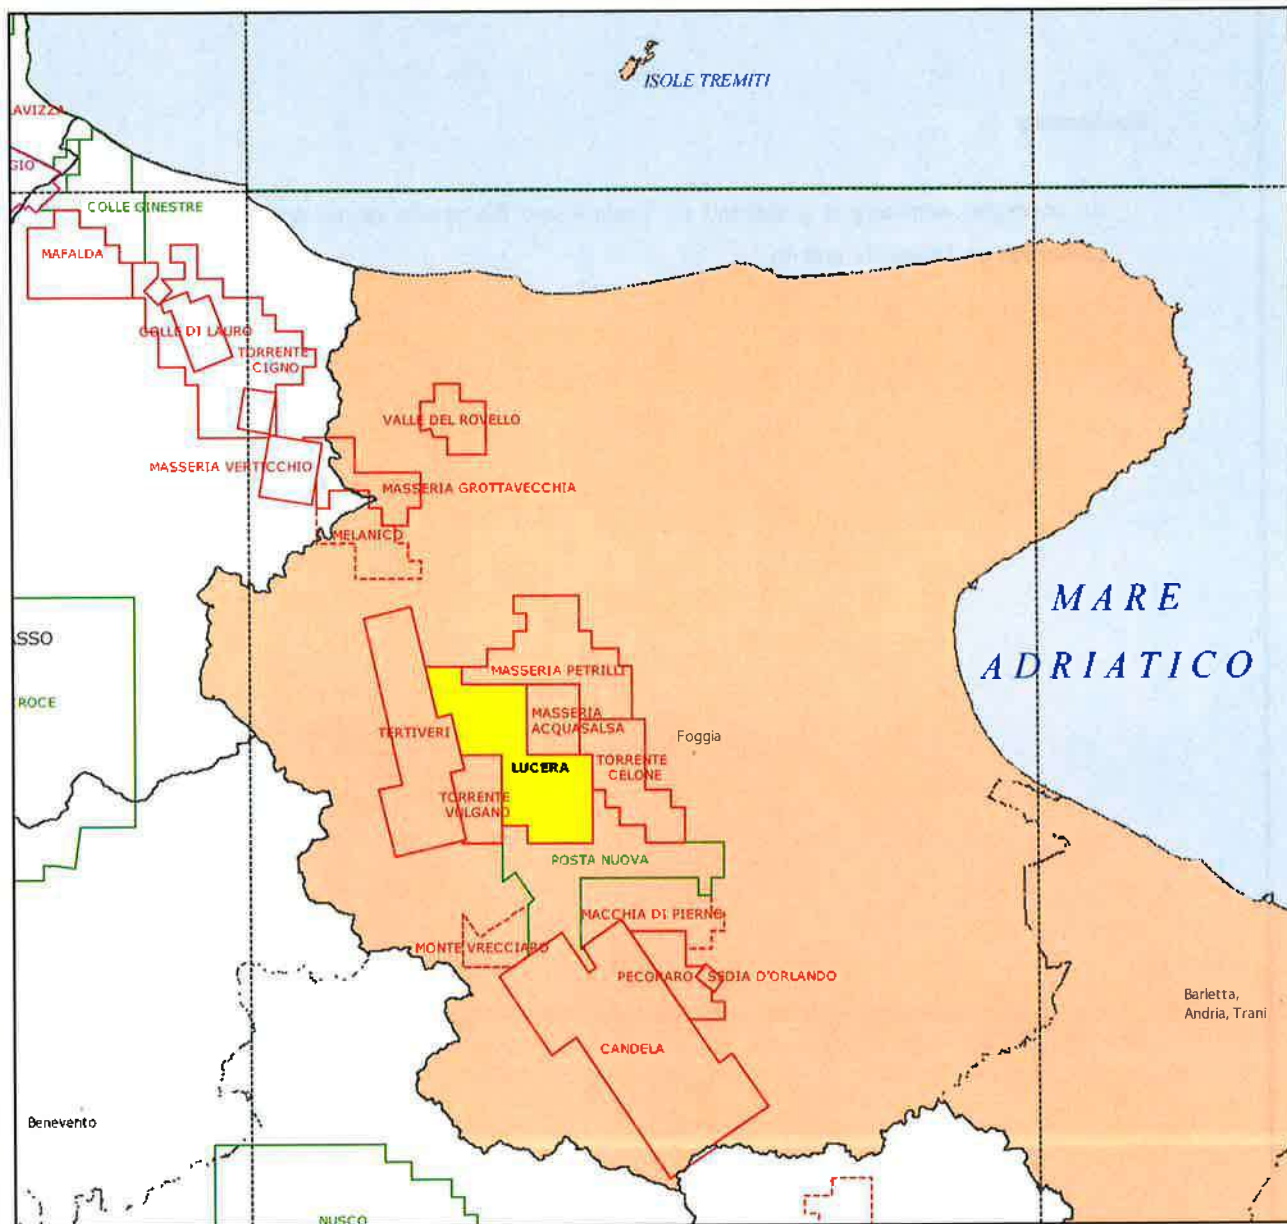 ISOLE TREMITI
AVIZZA
GIO
COLLE GINESTRE
MAFALDA
COLLE DI LAURO
TORRENTE
CIGNO
VALLE DEL ROVELLO
MASSERIA VERTICCHIO
MASSERIA GROTTAVECCHIA
MELANICO
MARE
ADRIATICO
ASSO
ROCE
MASSERIA PETRILLI
MASSERIA
ACQUASALSA
TERTIVERI
Foggia
LUCERA
TORRENTE
CELONE
TORRENTE
VULGANO
POSTA NUOVA
MACCHIA DI PIERNO
MONTE VRECCIARO
PECORARO
SEDIA D'ORLANDO
Barletta,
Andria, Trani
CANDELA
Benevento
NUSCO